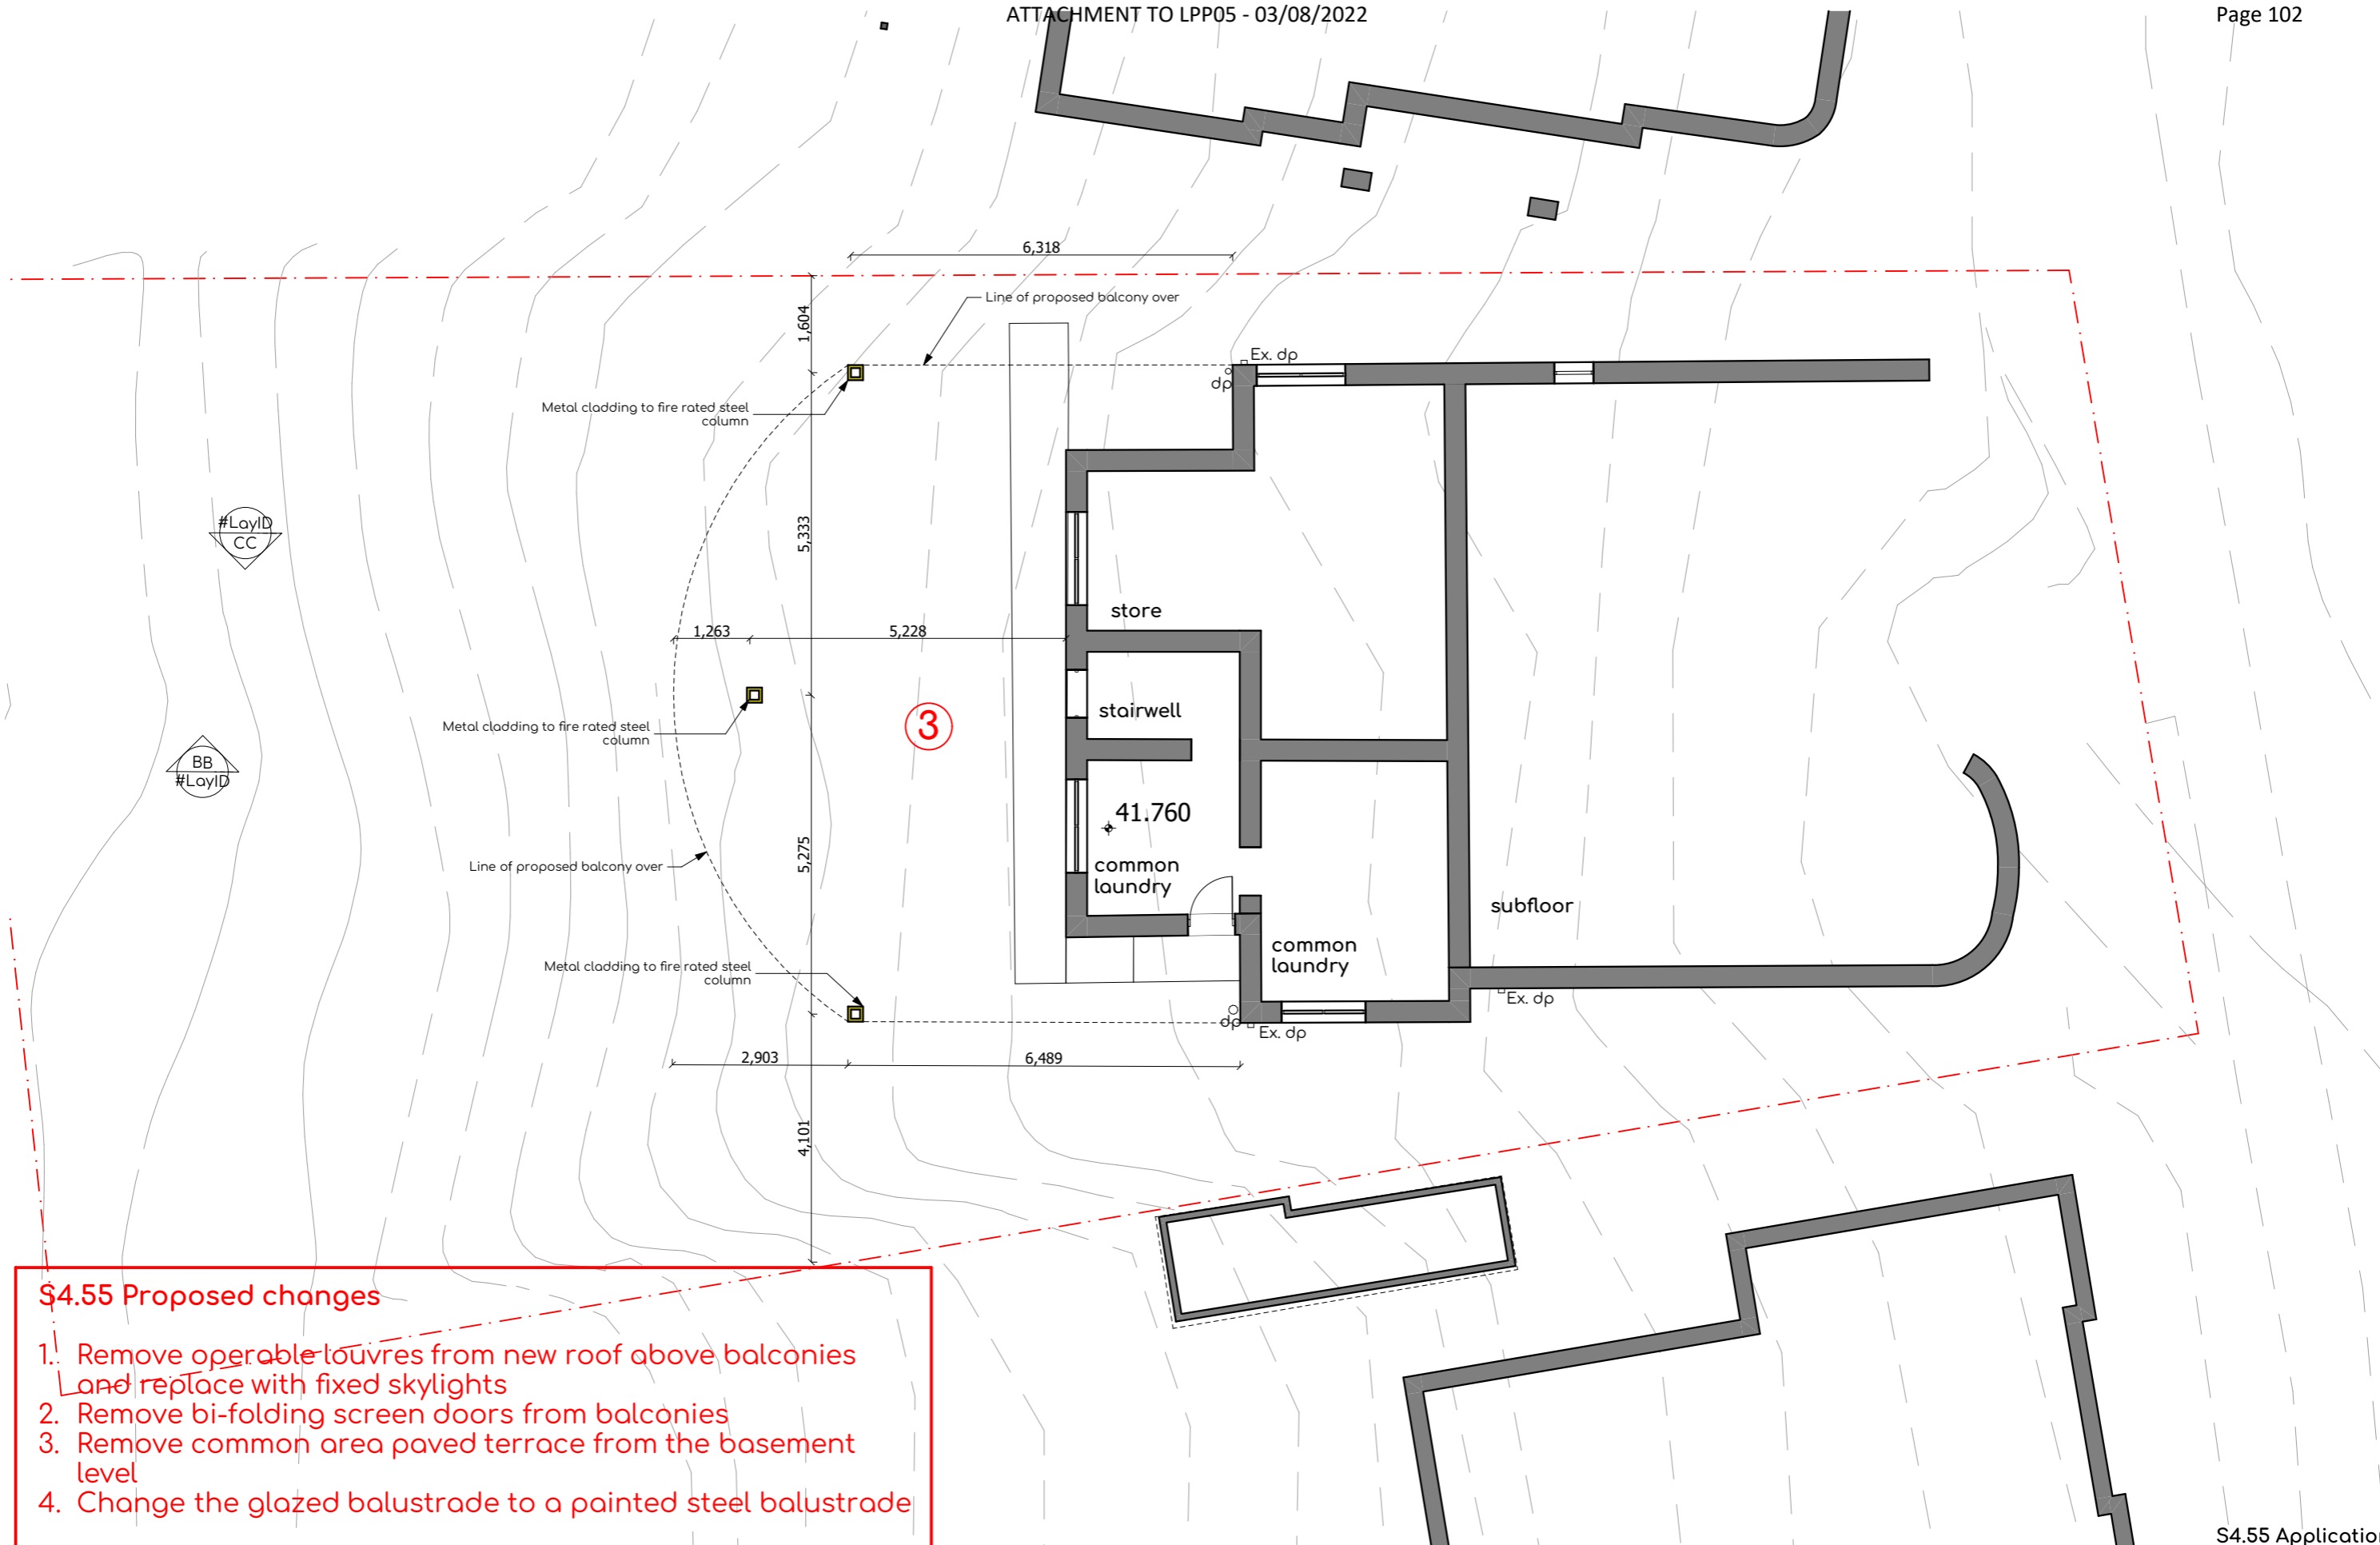 ATTACHMENT TO LPP05 - 03/08/2022
Page 102
6,318
Line of proposed balcony over
1,604
Ex. dp
dp
Metal cladding to fire rated steel
column
#LayID
CC
5,333
store
1,263
5,228
stairwell
3
Metal cladding to fire rated steel
column
BB
#LayID
41.760
5,275
Line of proposed balcony over
common
laundry
subfloor
common
laundry
Metal cladding to fire rated steel
column
Ex. dp
dp
Ex. dp
2,903
6,489
4,101
S4.55 Proposed changes
1. Remove operable louvres from new roof above balconies
and replace with fixed skylights
2. Remove bi-folding screen doors from balconies
3. Remove common area paved terrace from the basement
level
4. Change the glazed balustrade to a painted steel balustrade
S4.55 Application